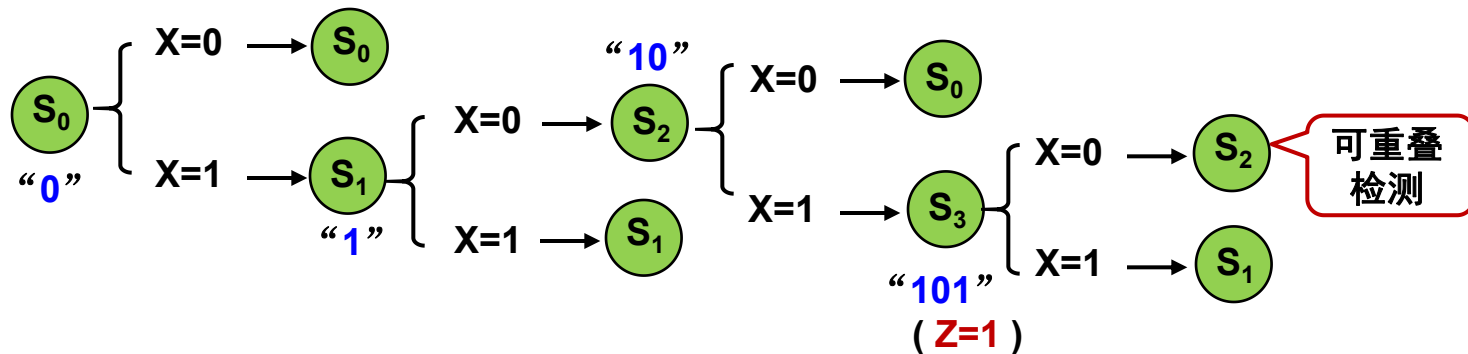 S₀
“0”
X=0
S₀
X=1
S₁
“1”
X=0
“10”
S₂
X=1
S₁
X=0
S₀
X=1
S₃
“101”
( Z=1 )
X=0
S₂
可重叠
检测
X=1
S₁